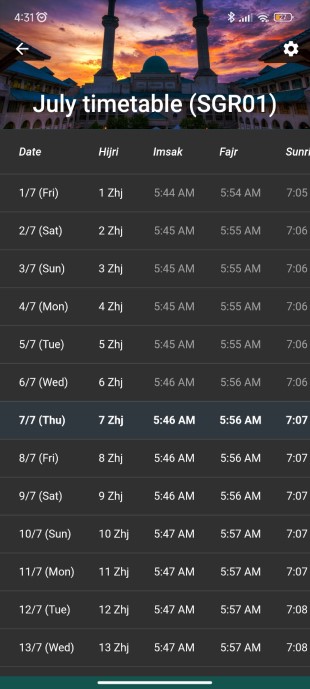 4:31
July timetable (SGR01)
Date Hijri Imsak Fajr Sunri
1/7 (Fri) 1 Zhj 5:44 AM 5:54 AM 7:05
2/7 (Sat) 2 Zhj 5:45 AM 5:55 AM 7:06
3/7 (Sun) 3 Zhj 5:45 AM 5:55 AM 7:06
4/7 (Mon) 4 Zhj 5:45 AM 5:55 AM 7:06
5/7 (Tue) 5 Zhj 5:45 AM 5:55 AM 7:06
6/7 (Wed) 6 Zhj 5:46 AM 5:56 AM 7:06
7/7 (Thu) 7 Zhj 5:46 AM 5:56 AM 7:07
8/7 (Fri) 8 Zhj 5:46 AM 5:56 AM 7:07
9/7 (Sat) 9 Zhj 5:46 AM 5:56 AM 7:07
10/7 (Sun) 10 Zhj 5:47 AM 5:57 AM 7:07
11/7 (Mon) 11 Zhj 5:47 AM 5:57 AM 7:07
12/7 (Tue) 12 Zhj 5:47 AM 5:57 AM 7:08
13/7 (Wed) 13 Zhj 5:47 AM 5:57 AM 7:08